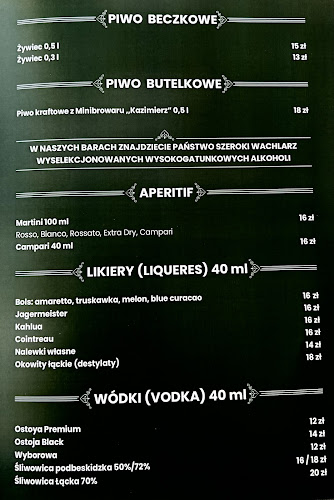 PIWO BECZKOWE
Żywiec 0,5 l 15 zł
Żywiec 0,3 l 13 zł
PIWO BUTELKOWE
Piwo kraftowe z Minibrowaru „Kazimierz” 0,5 l 18 zł
W NASZYCH BARACH ZNAJDZIECIE PAŃSTWO SZEROKI WACHLARZ
WYSELEKCJONOWANYCH WYSOKOGATUNKOWYCH ALKOHOLI
APERITIF
Martini 100 ml 16 zł
Rosso, Bianco, Rossato, Extra Dry, Campari
Campari 40 ml 16 zł
LIKIERY (LIQUERES) 40 ml
Bols: amaretto, truskawka, melon, blue curacao 16 zł
Jagermeister 16 zł
Kahlua 16 zł
Cointreau 16 zł
Nalewki własne 14 zł
Okowity łąckie (destylaty) 18 zł
WÓDKI (VODKA) 40 ml
Ostoya Premium 12 zł
Ostoja Black 14 zł
Wyborowa 12 zł
Śliwowica podbeskidzka 50%/72% 16 / 18 zł
Śliwowica Łącka 70% 20 zł